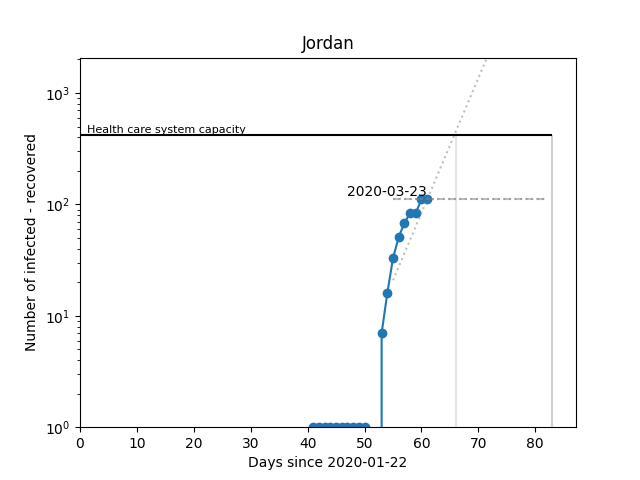 Jordan
Number of infected - recovered
10³
10²
10¹
10⁰
Health care system capacity
2020-03-23
0 10 20 30 40 50 60 70 80
Days since 2020-01-22